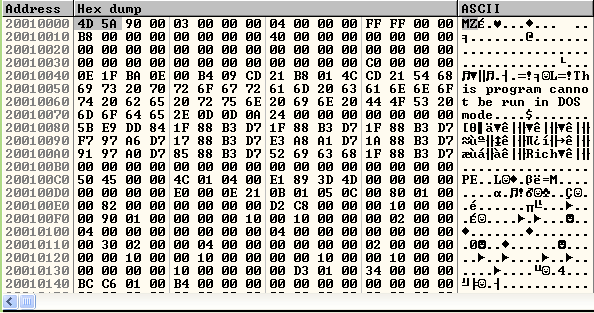 Address Hex dump ASCII
20010000 4D 5A 90 00 03 00 00 00 04 00 00 00 FF FF 00 00 MZÉ.♥...♦... ..
20010010 B8 00 00 00 00 00 00 00 40 00 00 00 00 00 00 00 ╕.......@.......
20010020 00 00 00 00 00 00 00 00 00 00 00 00 00 00 00 00 ................
20010030 00 00 00 00 00 00 00 00 00 00 00 00 C0 00 00 00 ............└...
20010040 0E 1F BA 0E 00 B4 09 CD 21 B8 01 4C CD 21 54 68 ♫▼║♫.┤.=!╕☺L=!Th
20010050 69 73 20 70 72 6F 67 72 61 6D 20 63 61 6E 6E 6F is program canno
20010060 74 20 62 65 20 72 75 6E 20 69 6E 20 44 4F 53 20 t be run in DOS
20010070 6D 6F 64 65 2E 0D 0D 0A 24 00 00 00 00 00 00 00 mode....$.......
20010080 5B E9 DD 84 1F 88 B3 D7 1F 88 B3 D7 1F 88 B3 D7
20010090 F7 97 A6 D7 17 88 B3 D7 E3 A8 A1 D7 1A 88 B3 D7
200100A0 91 97 A0 D7 85 88 B3 D7 52 69 63 68 1F 88 B3 D7
200100B0 00 00 00 00 00 00 00 00 00 00 00 00 00 00 00 00 ................
200100C0 50 45 00 00 4C 01 04 00 E1 89 3D 4D 00 00 00 00 PE..L☺♦.ßë=M....
200100D0 00 00 00 00 E0 00 0E 21 0B 01 05 0C 00 80 01 00 ....α.♫!♂☺♣..Ç☺.
200100E0 00 82 00 00 00 00 00 00 D2 C8 00 00 00 10 00 00 .é......╥╚...►..
200100F0 00 90 01 00 00 00 00 10 00 10 00 00 00 02 00 00 .É☺....►.►...☻..
20010100 04 00 00 00 00 00 00 00 04 00 00 00 00 00 00 00 ♦.......♦.......
20010110 00 30 02 00 00 04 00 00 00 00 00 00 02 00 00 00 .0☻..♦......☻...
20010120 00 00 10 00 00 10 00 00 00 00 10 00 00 10 00 00 ..►..►....►..►..
20010130 00 00 00 00 10 00 00 00 00 D3 01 00 34 00 00 00 ....►....╙☺.4...
20010140 BC C6 01 00 B4 00 00 00 00 00 00 00 00 00 00 00 ╝╞☺.┤...........